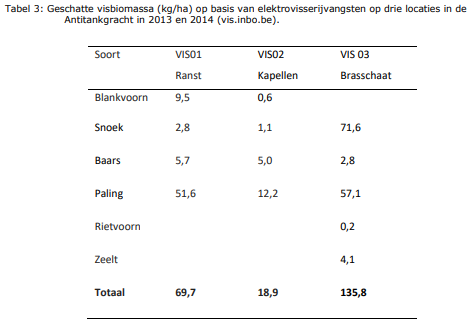 Tabel 3: Geschatte visbiomassa (kg/ha) op basis van elektrovisserijvangsten op drie locaties in de
Antitankgracht in 2013 en 2014 (vis.inbo.be).
Soort VIS01 VIS02 VIS 03
Ranst Kapellen Brasschaat
Blankvoorn 9,5 0,6
Snoek 2,8 1,1 71,6
Baars 5,7 5,0 2,8
Paling 51,6 12,2 57,1
Rietvoorn 0,2
Zeelt 4,1
Totaal 69,7 18,9 135,8